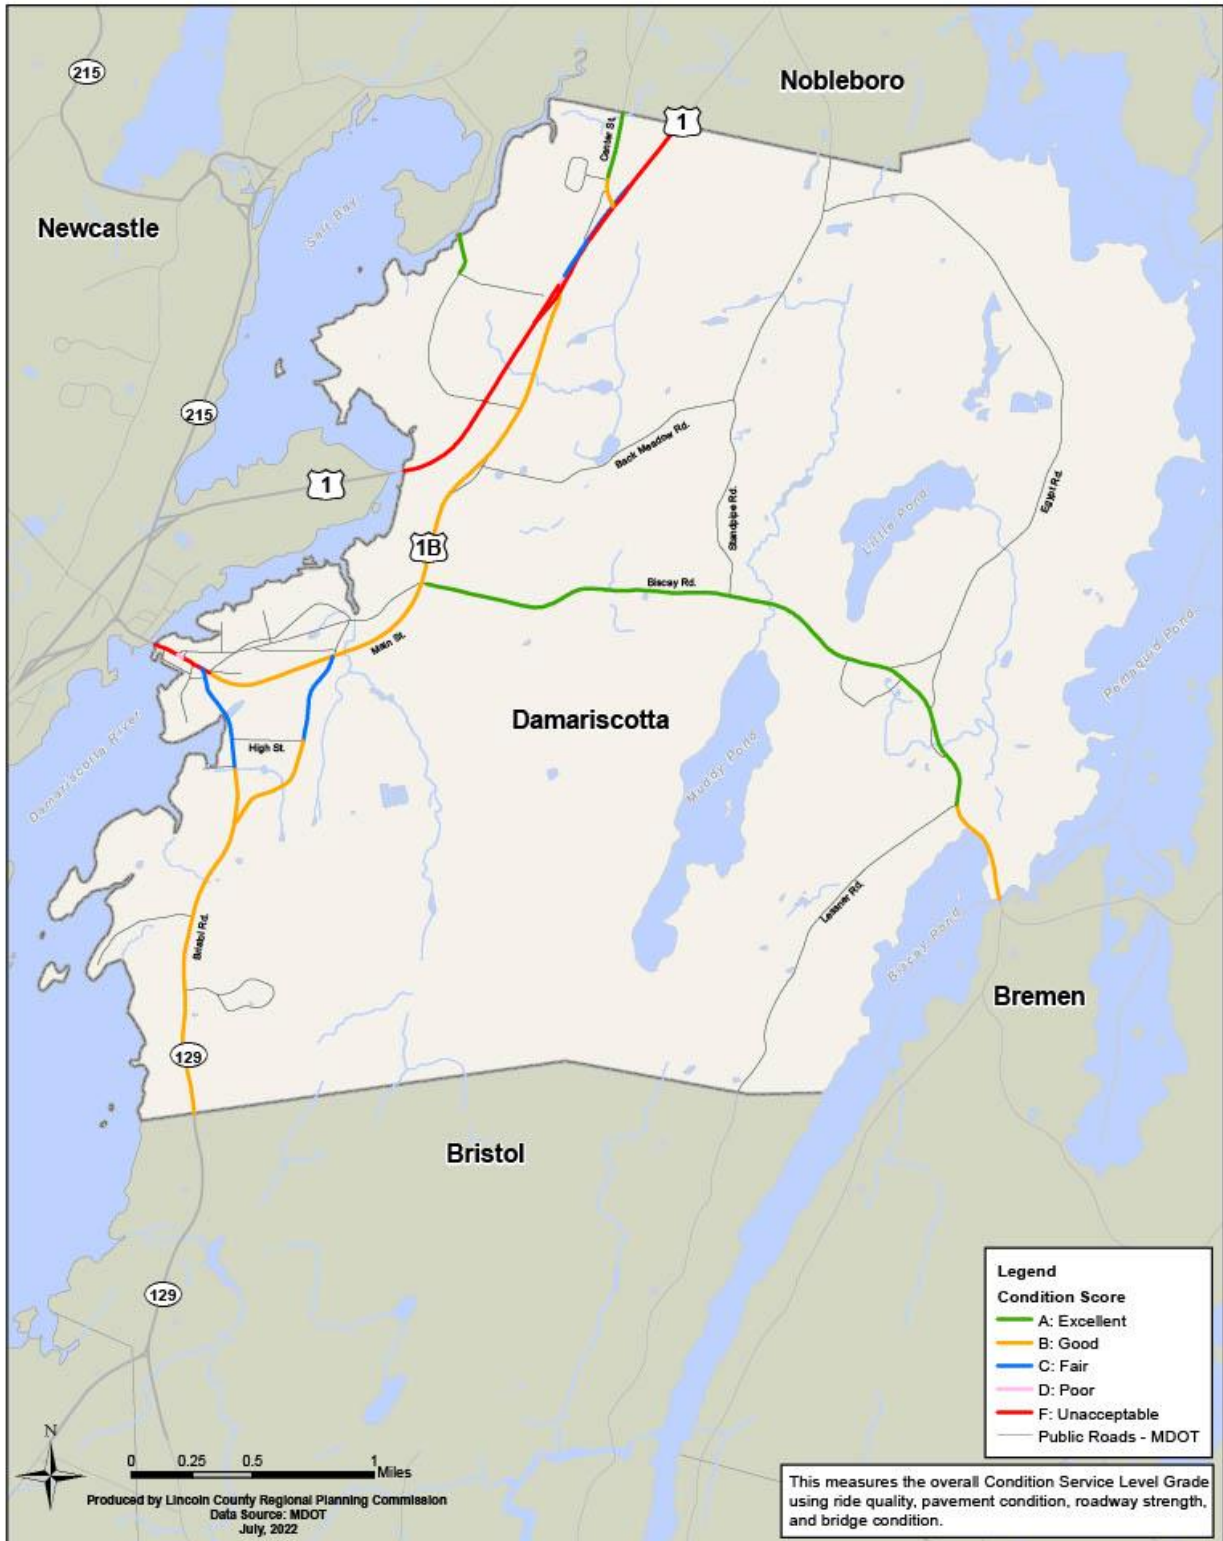 215
Nobleboro
1
Center St.
Newcastle
Salt Bay
215
Back Meadow Rd.
1
Egypt Rd.
Little Pond
Standpipe Rd.
1B
Biscay Rd.
Main St.
Pemaquid Pond
Damariscotta
High St.
Damariscotta River
Muddy Pond
Lessner Rd.
Bristol Rd.
Biscay Pond
Bremen
129
Bristol
129
Legend
Condition Score
A: Excellent
B: Good
C: Fair
D: Poor
F: Unacceptable
Public Roads - MDOT
N
0 0.25 0.5 1
Miles
Produced by Lincoln County Regional Planning Commission
Data Source: MDOT
July, 2022
This measures the overall Condition Service Level Grade
using ride quality, pavement condition, roadway strength,
and bridge condition.